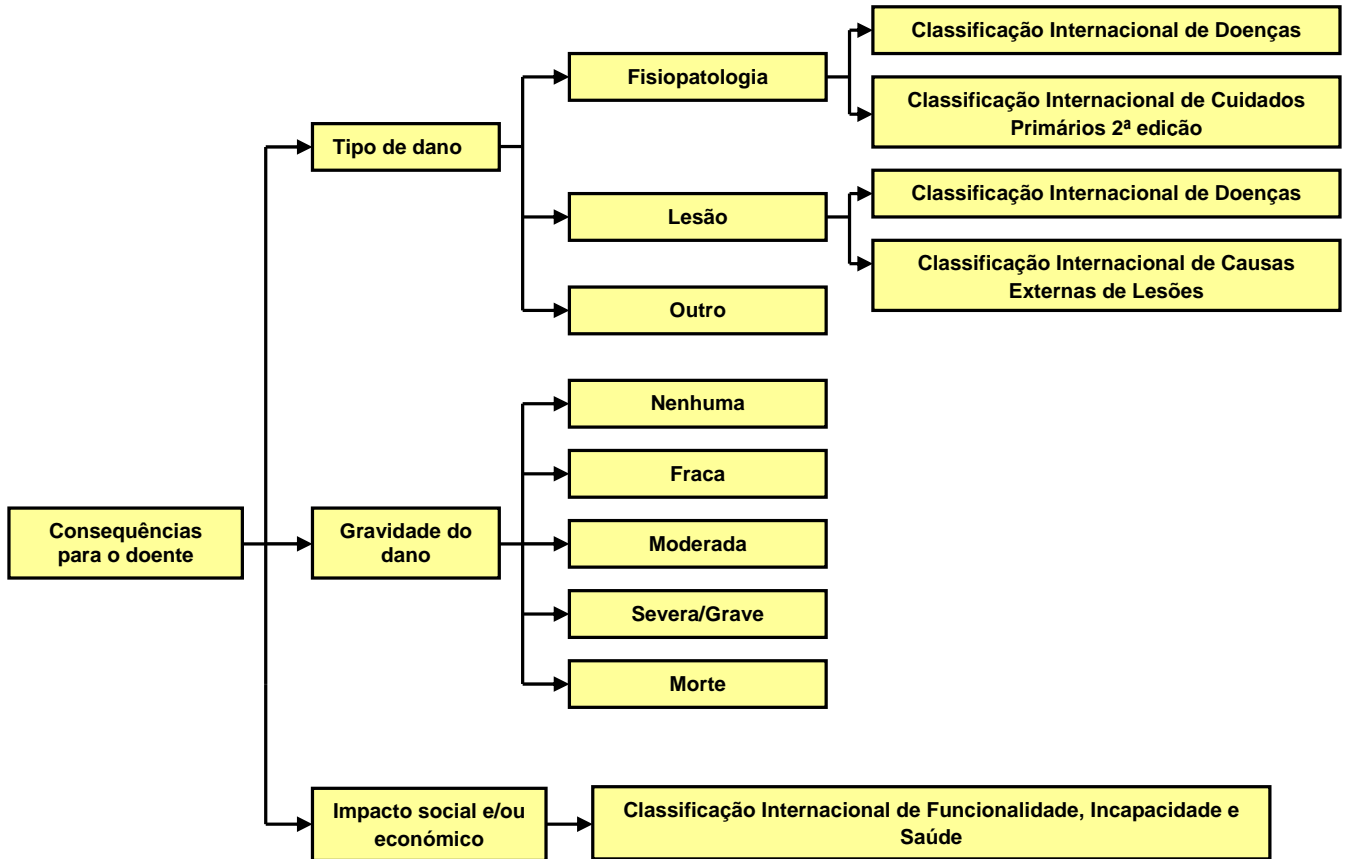 Classificação Internacional de Doenças
Fisiopatologia
Classificação Internacional de Cuidados
Primários 2ª edição
Tipo de dano
Classificação Internacional de Doenças
Lesão
Classificação Internacional de Causas
Externas de Lesões
Outro
Nenhuma
Fraca
Consequências
para o doente
Gravidade do
dano
Moderada
Severa/Grave
Morte
Impacto social e/ou
económico
Classificação Internacional de Funcionalidade, Incapacidade e
Saúde